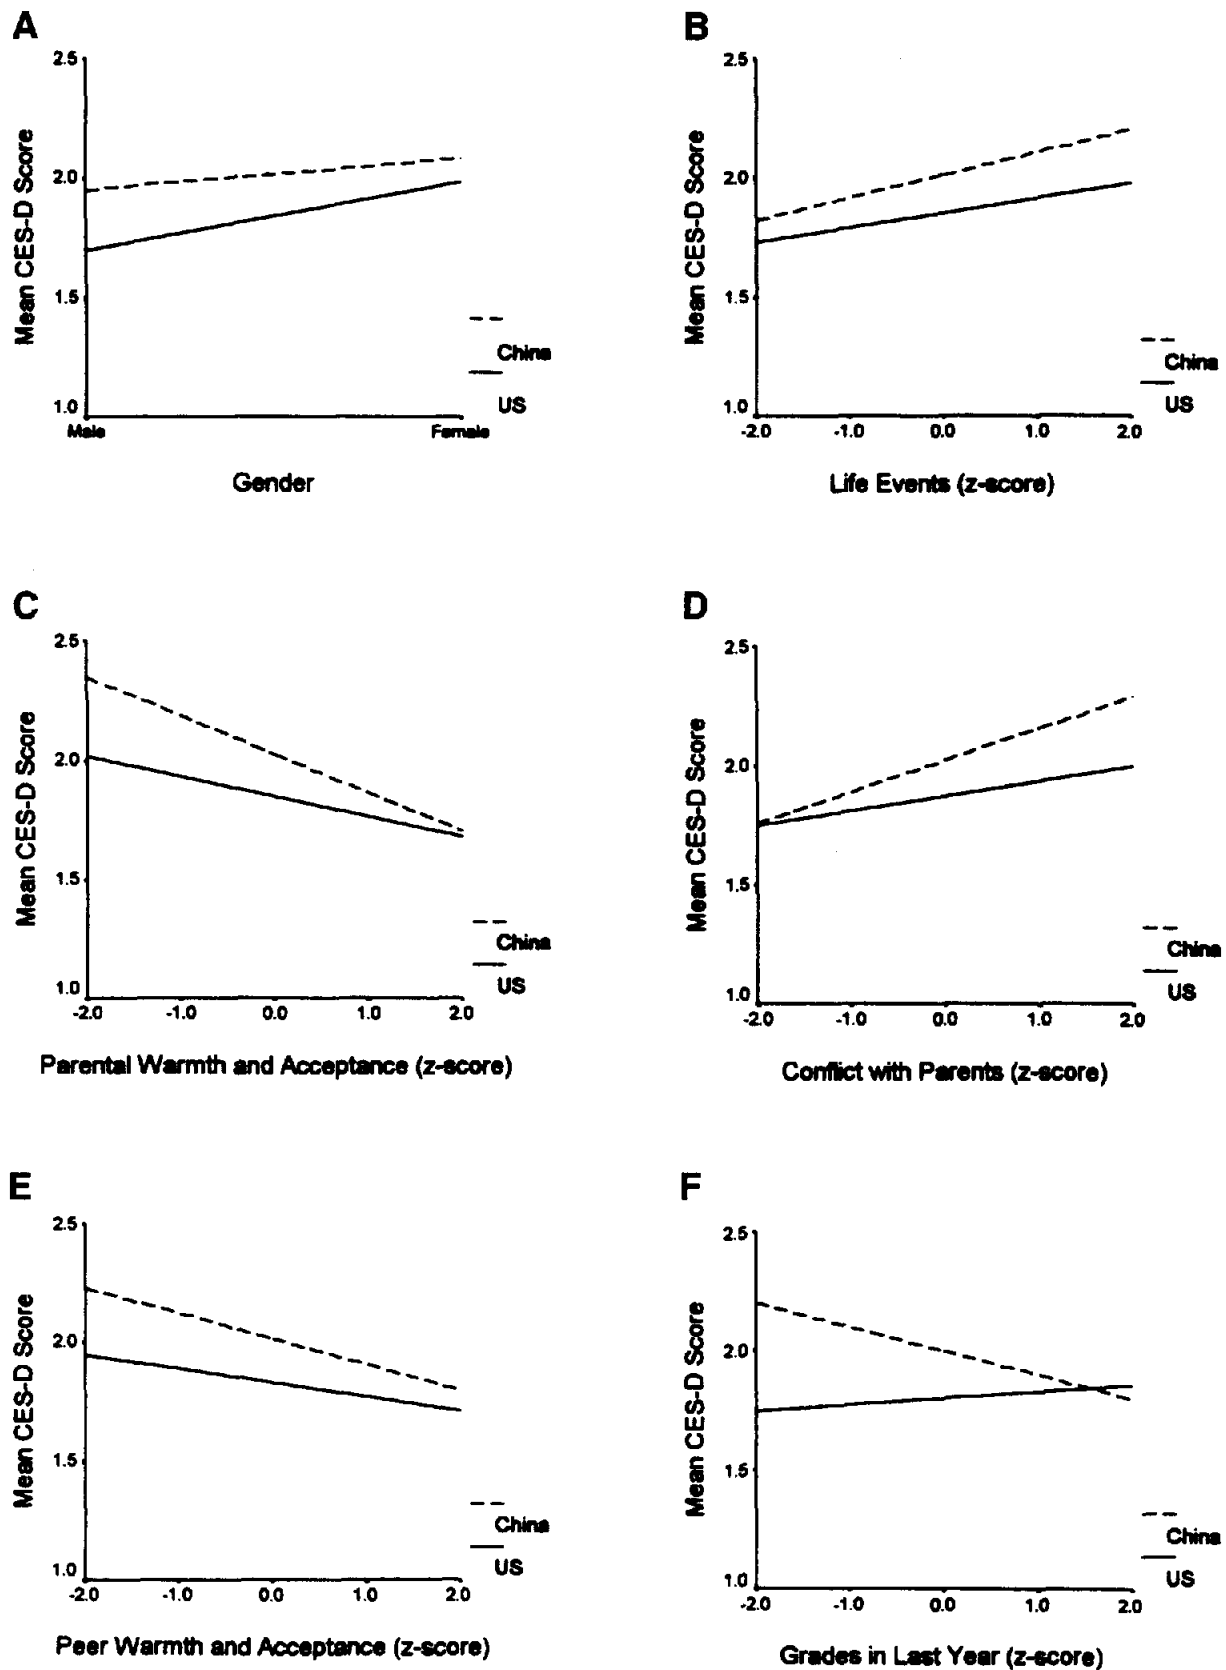 A
2.5
2.0
1.5
1.0
Mean CES-D Score
Male Female
Gender
China
US
B
2.5
2.0
1.5
1.0
Mean CES-D Score
-2.0 -1.0 0.0 1.0 2.0
Life Events (z-score)
China
US
C
2.5
2.0
1.5
1.0
Mean CES-D Score
-2.0 -1.0 0.0 1.0 2.0
Parental Warmth and Acceptance (z-score)
China
US
D
2.5
2.0
1.5
1.0
Mean CES-D Score
-2.0 -1.0 0.0 1.0 2.0
Conflict with Parents (z-score)
China
US
E
2.5
2.0
1.5
1.0
Mean CES-D Score
-2.0 -1.0 0.0 1.0 2.0
Peer Warmth and Acceptance (z-score)
China
US
F
2.5
2.0
1.5
1.0
Mean CES-D Score
-2.0 -1.0 0.0 1.0 2.0
Grades in Last Year (z-score)
China
US